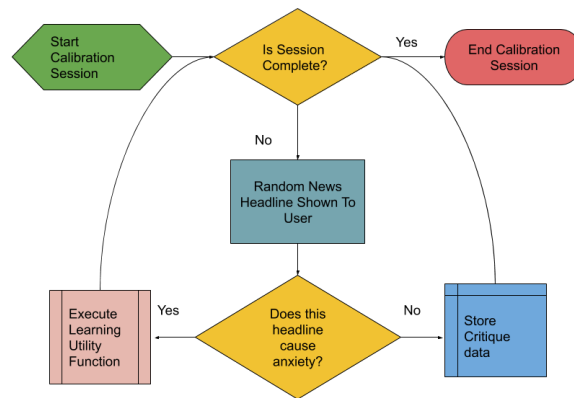 Start
Calibration
Session
Is Session
Complete?
Yes
End Calibration
Session
No
Random News
Headline Shown To
User
Execute
Learning
Utility
Function
Yes
Does this
headline
cause
anxiety?
No
Store
Critique
data